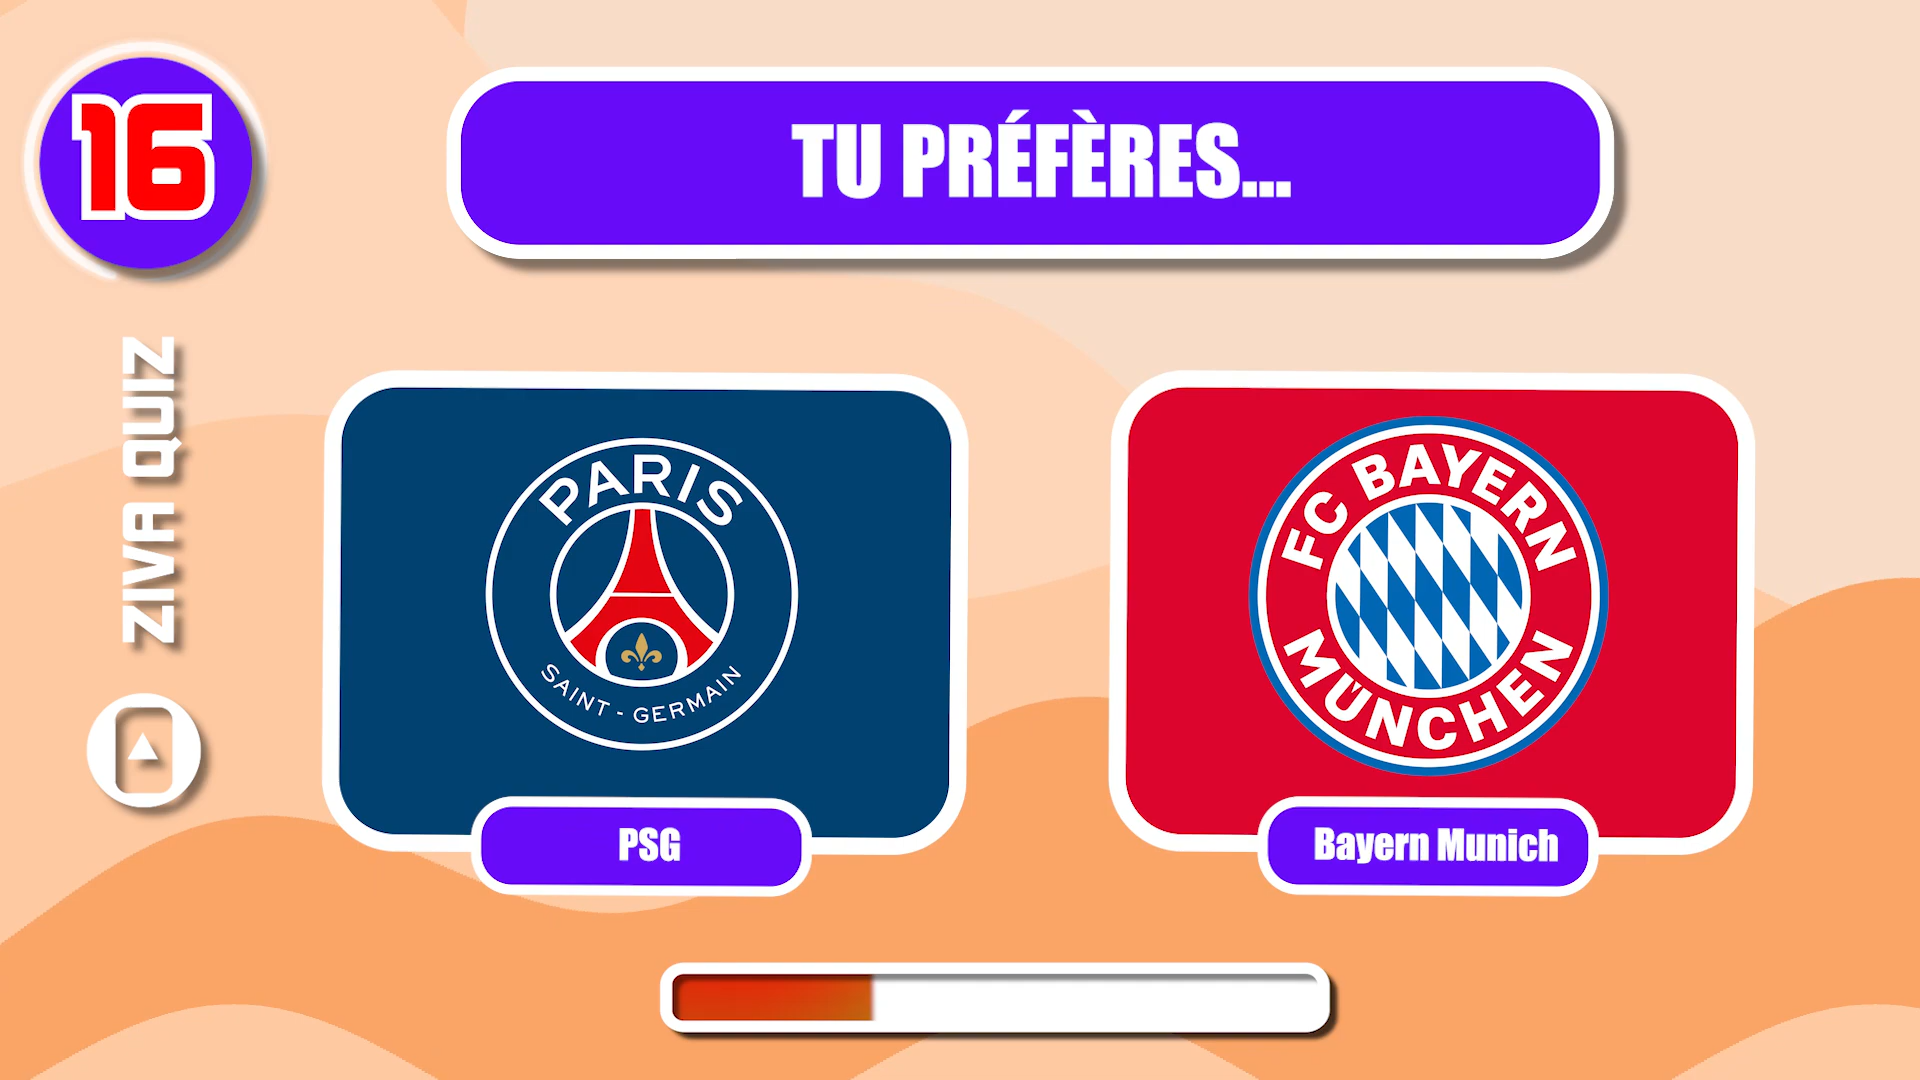 16
TU PRÉFÈRES...
ZIVA QUIZ
PARIS
SAINT-GERMAIN
PSG
FC BAYERN
MÜNCHEN
Bayern Munich